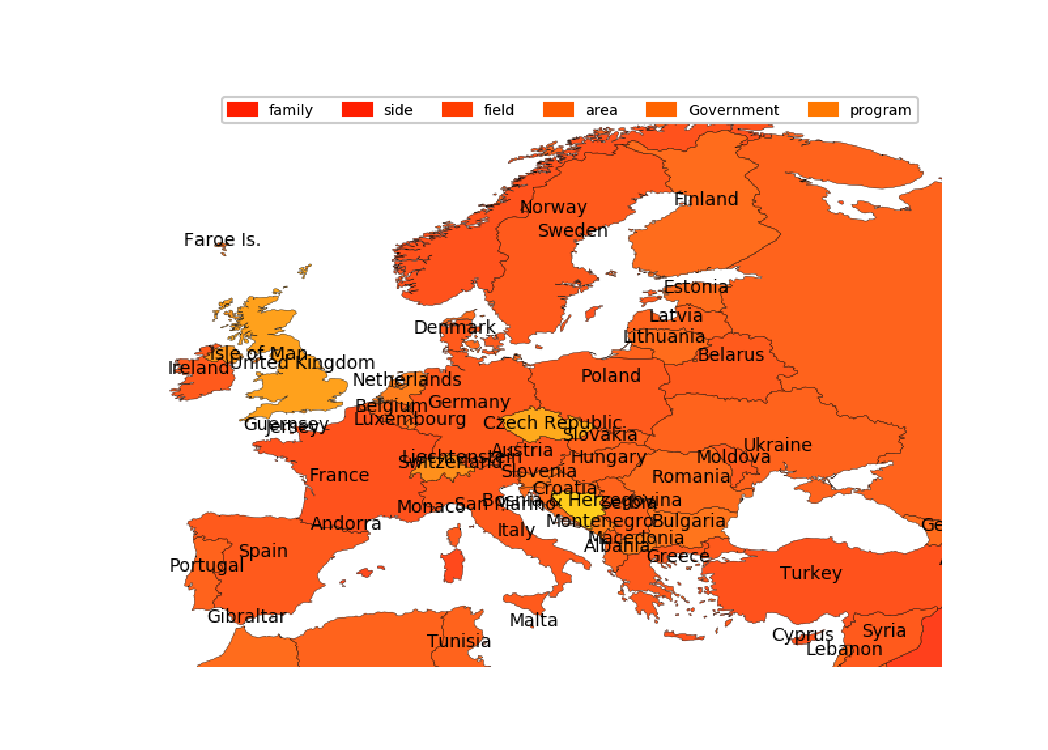 family side field area Government program
Norway
Finland
Sweden
Faroe Is.
Estonia
Latvia
Denmark
Lithuania
Isle of Man
Belarus
United Kingdom
Ireland
Netherlands
Poland
Germany
Belgium
Luxembourg
Guernsey
Jersey
Czech Republic
Slovakia
Ukraine
Austria
Liechtenstein
Switzerland
Hungary
Moldova
Slovenia
France
Romania
Croatia
Bosnia & Herzegovina
Serbia
Monaco
San Marino
Andorra
Montenegro
Bulgaria
Ge
Italy
Macedonia
Albania
Spain
Greece
Portugal
Turkey
Gibraltar
Malta
Syria
Cyprus
Tunisia
Lebanon